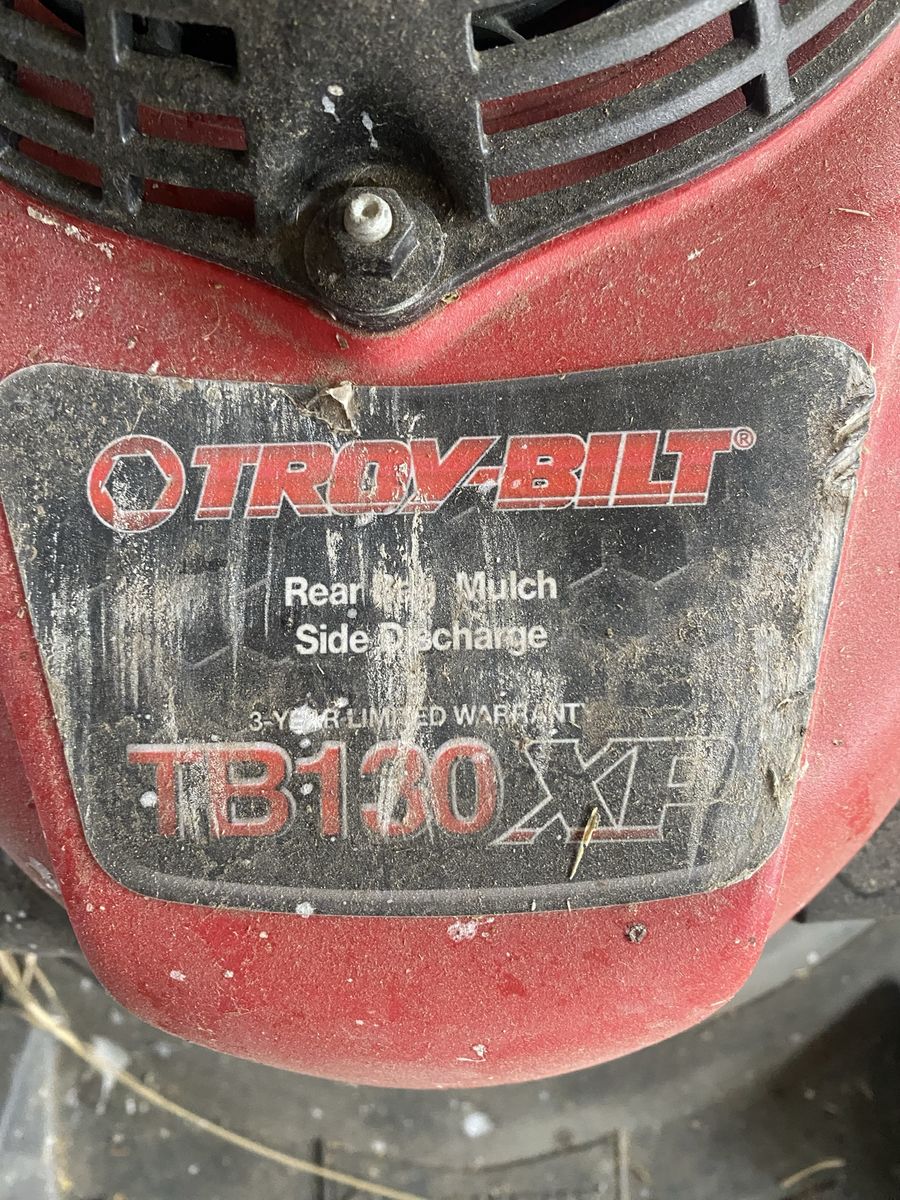 TROY-BILT®
Rear Bag Mulch
Side Discharge
3-YEAR LIMITED WARRANTY
TB130 XP